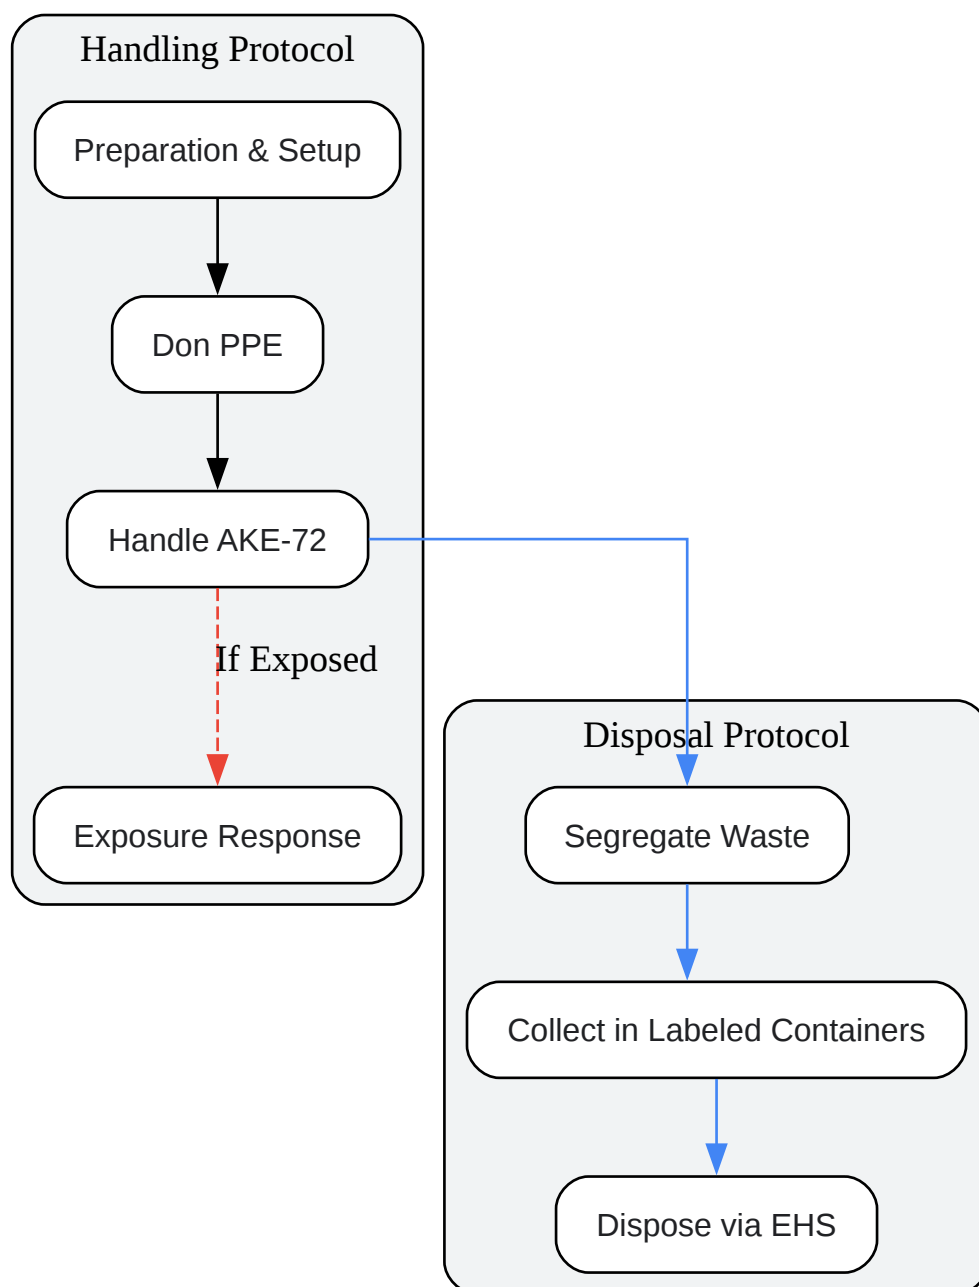 Handling Protocol
Preparation & Setup
Don PPE
Handle AKE-72
If Exposed
Exposure Response
Disposal Protocol
Segregate Waste
Collect in Labeled Containers
Dispose via EHS